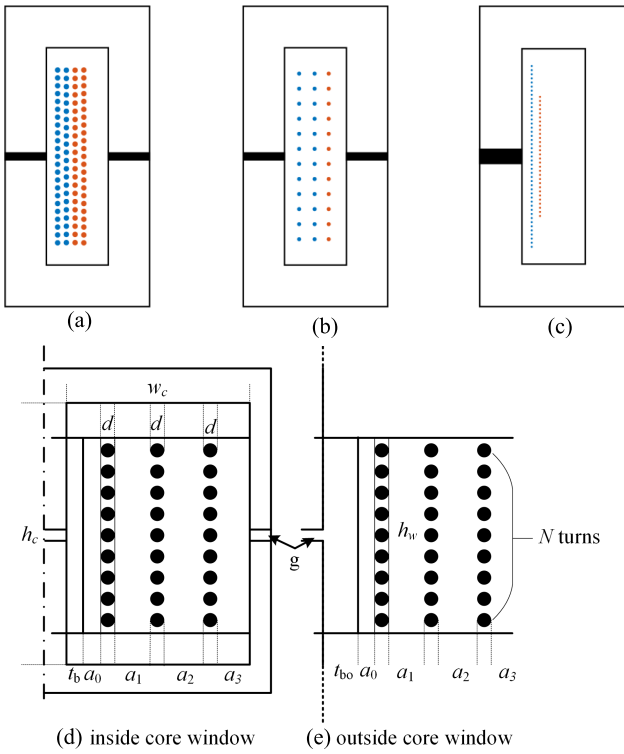 (a) (b) (c)
w_c
d d d
h_c h_w
g
N turns
t_b a_0 a_1 a_2 a_3 t_bo a_0 a_1 a_2 a_3
(d) inside core window (e) outside core window